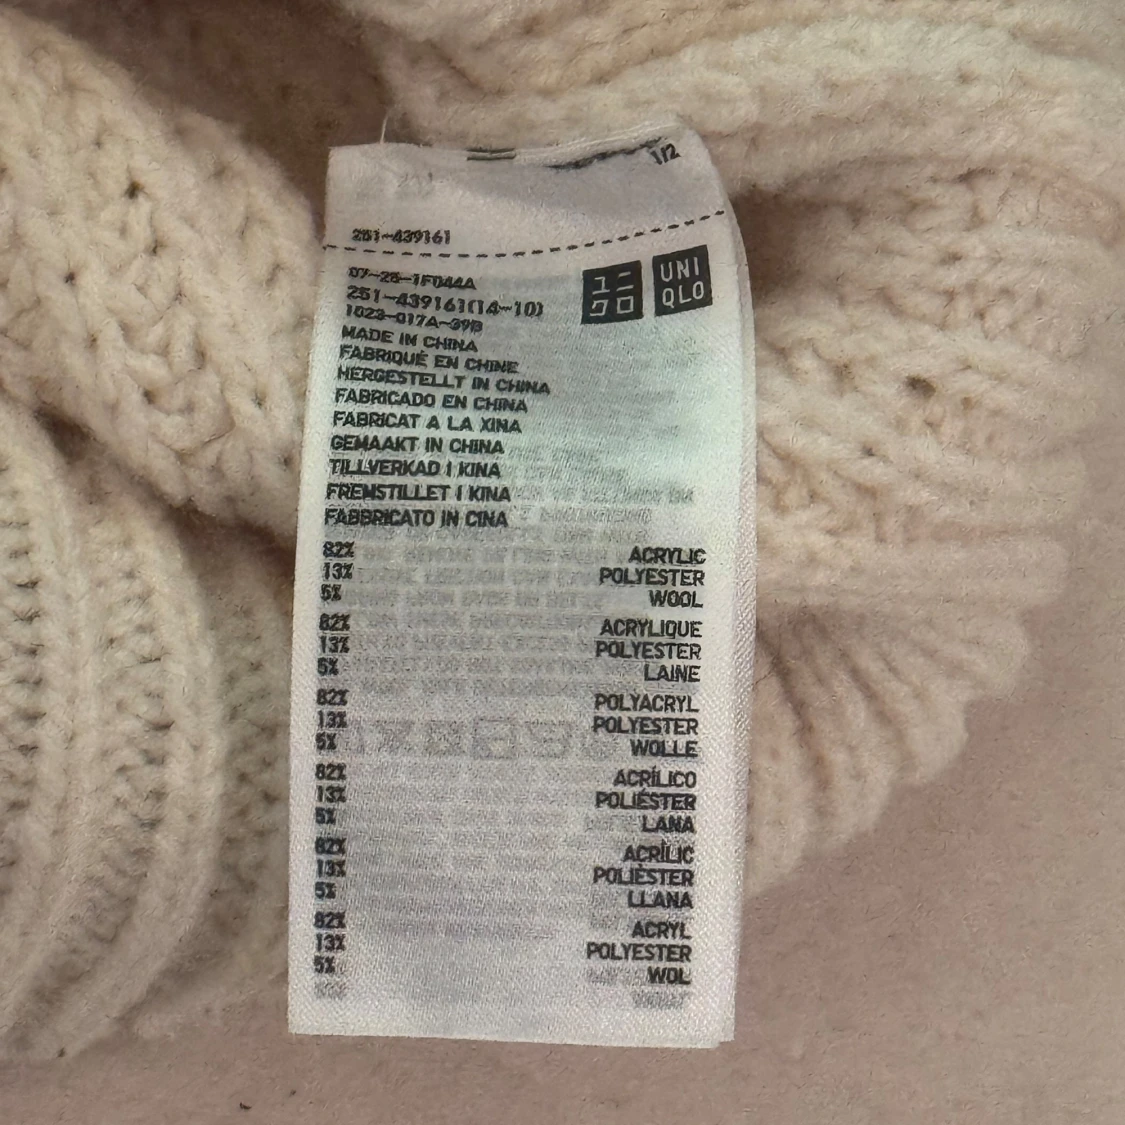 1/2
251-439161
07-25-1F044A
251-439161(14-10)
1023-017A-39B
ユニクロ
UNIQLO
MADE IN CHINA
FABRIQUÉ EN CHINE
HERGESTELLT IN CHINA
FABRICADO EN CHINA
FABRICAT A LA XINA
GEMAAKT IN CHINA
TILLVERKAD I KINA
FREMSTILLET I KINA
FABBRICATO IN CINA
82% ACRYLIC
13% POLYESTER
5% WOOL
82% ACRYLIQUE
13% POLYESTER
5% LAINE
82% POLYACRYL
13% POLYESTER
5% WOLLE
82% ACRÍLICO
13% POLIÉSTER
5% LANA
82% ACRÍLIC
13% POLIÈSTER
5% LLANA
82% ACRYL
13% POLYESTER
5% WOL